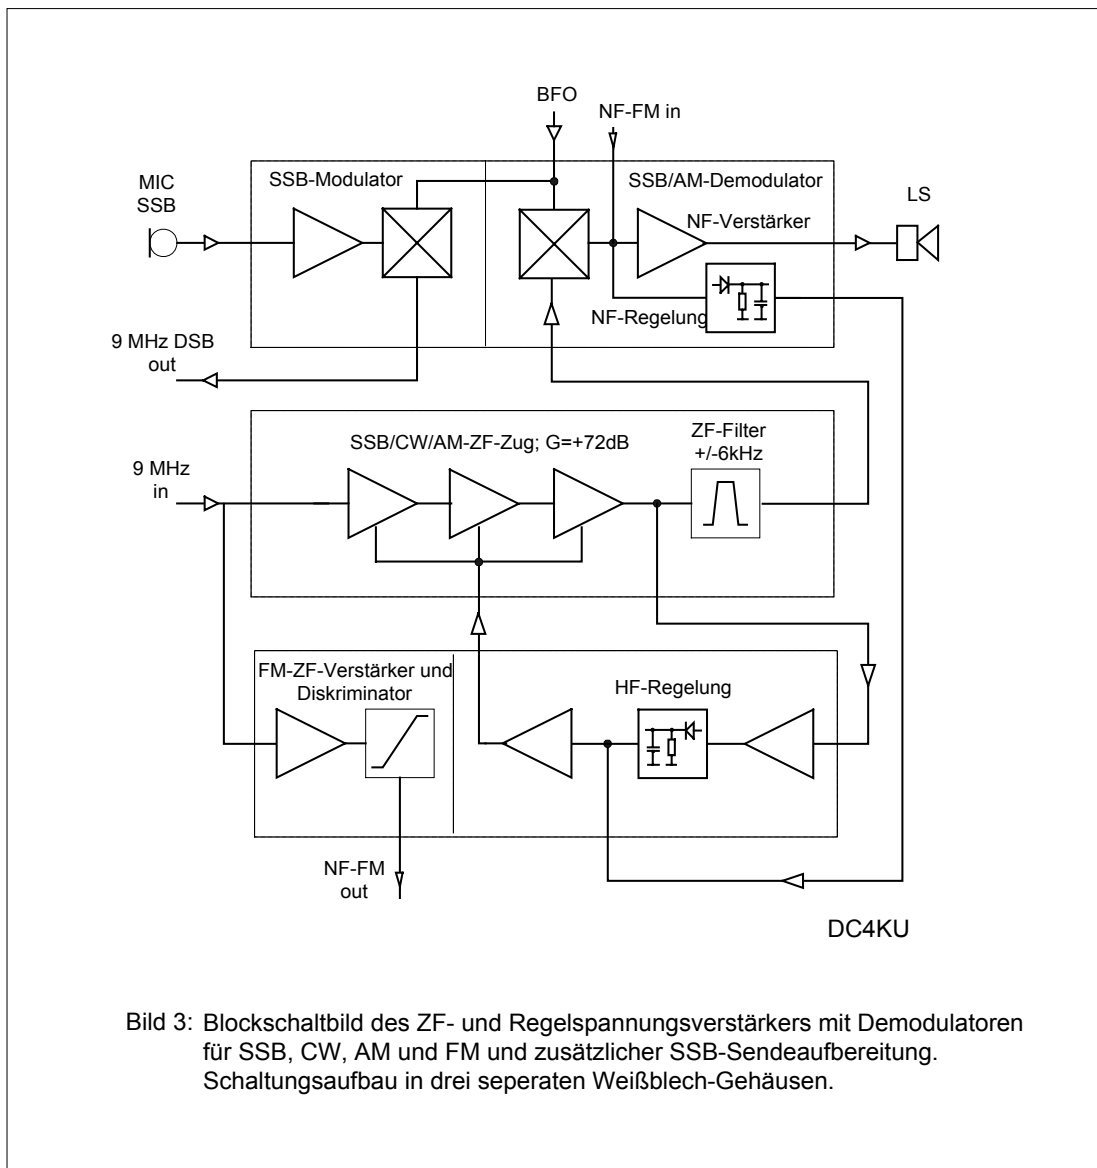 BFO
NF-FM in
MIC
SSB
SSB-Modulator
SSB/AM-Demodulator
LS
NF-Verstärker
NF-Regelung
9 MHz DSB
out
SSB/CW/AM-ZF-Zug; G=+72dB
ZF-Filter
+/-6kHz
9 MHz
in
FM-ZF-Verstärker und
Diskriminator
HF-Regelung
NF-FM
out
DC4KU
Bild 3: Blockschaltbild des ZF- und Regelspannungsverstärkers mit Demodulatoren
für SSB, CW, AM und FM und zusätzlicher SSB-Sendeaufbereitung.
Schaltungsaufbau in drei seperaten Weißblech-Gehäusen.